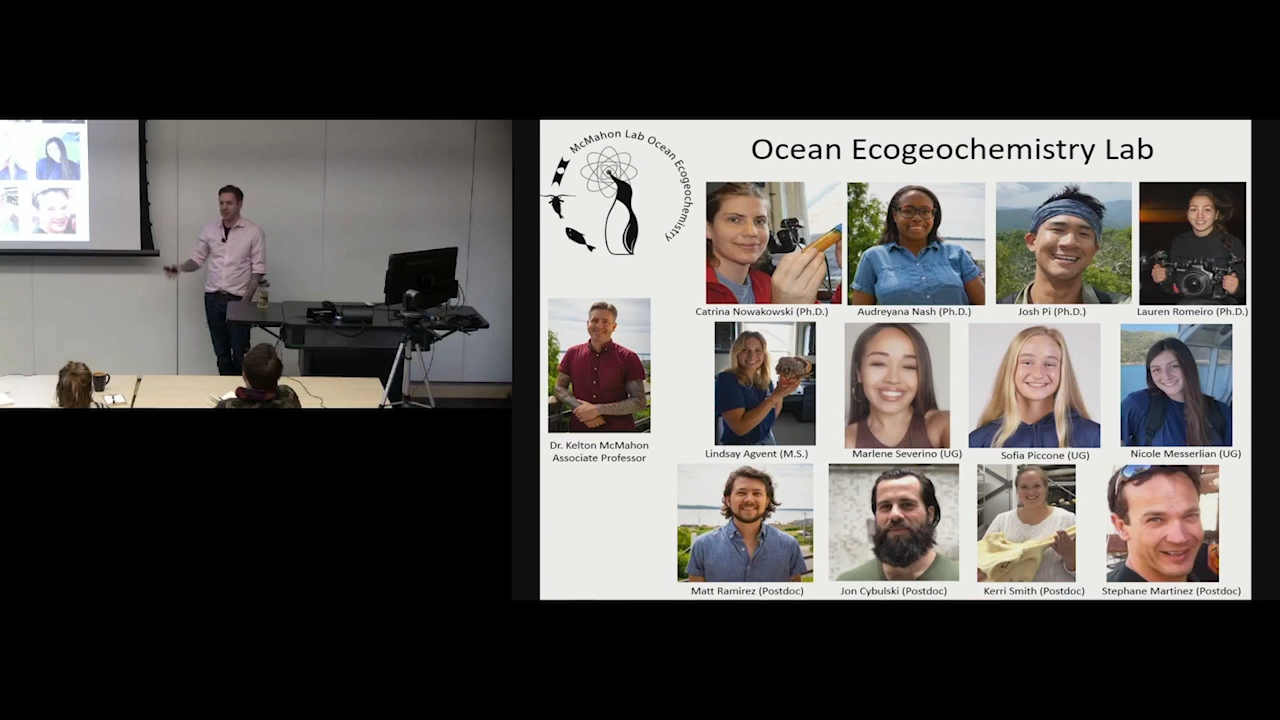 McMahon Lab Ocean Ecogeochemistry
Ocean Ecogeochemistry Lab
Catrina Nowakowski (Ph.D.)
Audreyana Nash (Ph.D.)
Josh Pi (Ph.D.)
Lauren Romeiro (Ph.D.)
Dr. Kelton McMahon
Associate Professor
Lindsay Agvent (M.S.)
Marlene Severino (UG)
Sofia Piccone (UG)
Nicole Messerlian (UG)
Matt Ramirez (Postdoc)
Jon Cybulski (Postdoc)
Kerri Smith (Postdoc)
Stephane Martinez (Postdoc)